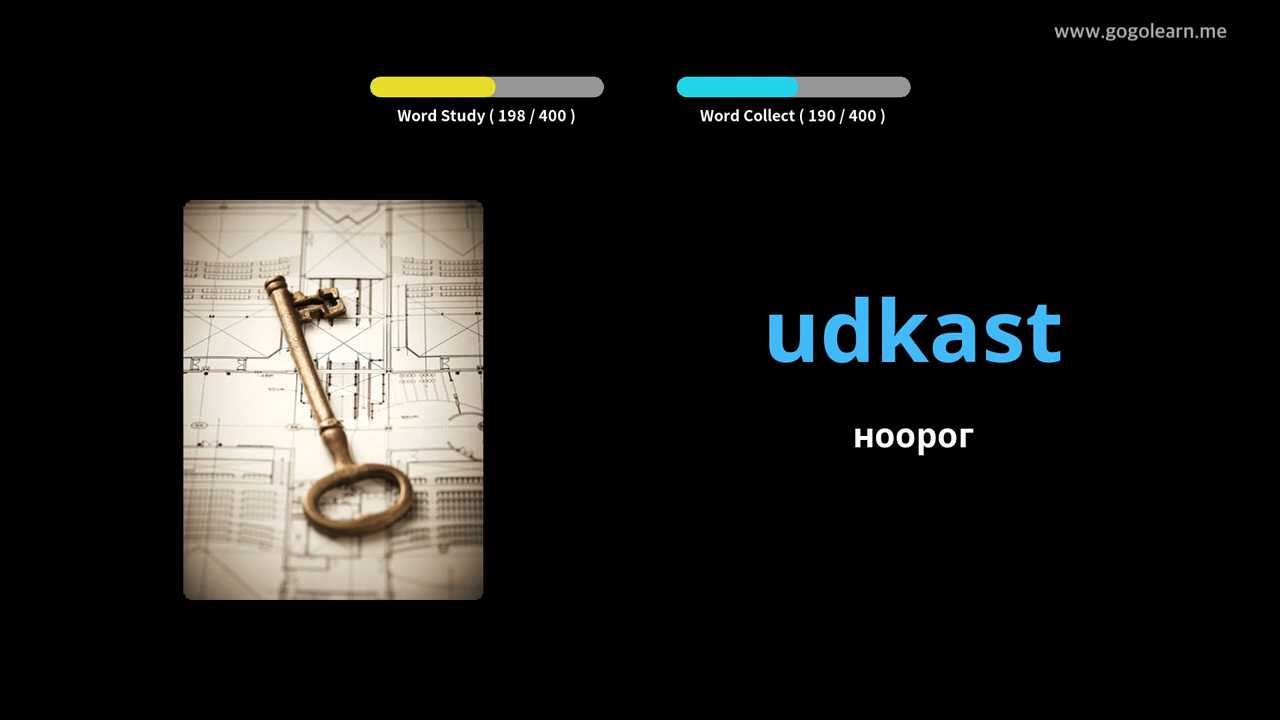 www.gogolearn.me
Word Study ( 198 / 400 )
Word Collect ( 190 / 400 )
udkast
ноорог